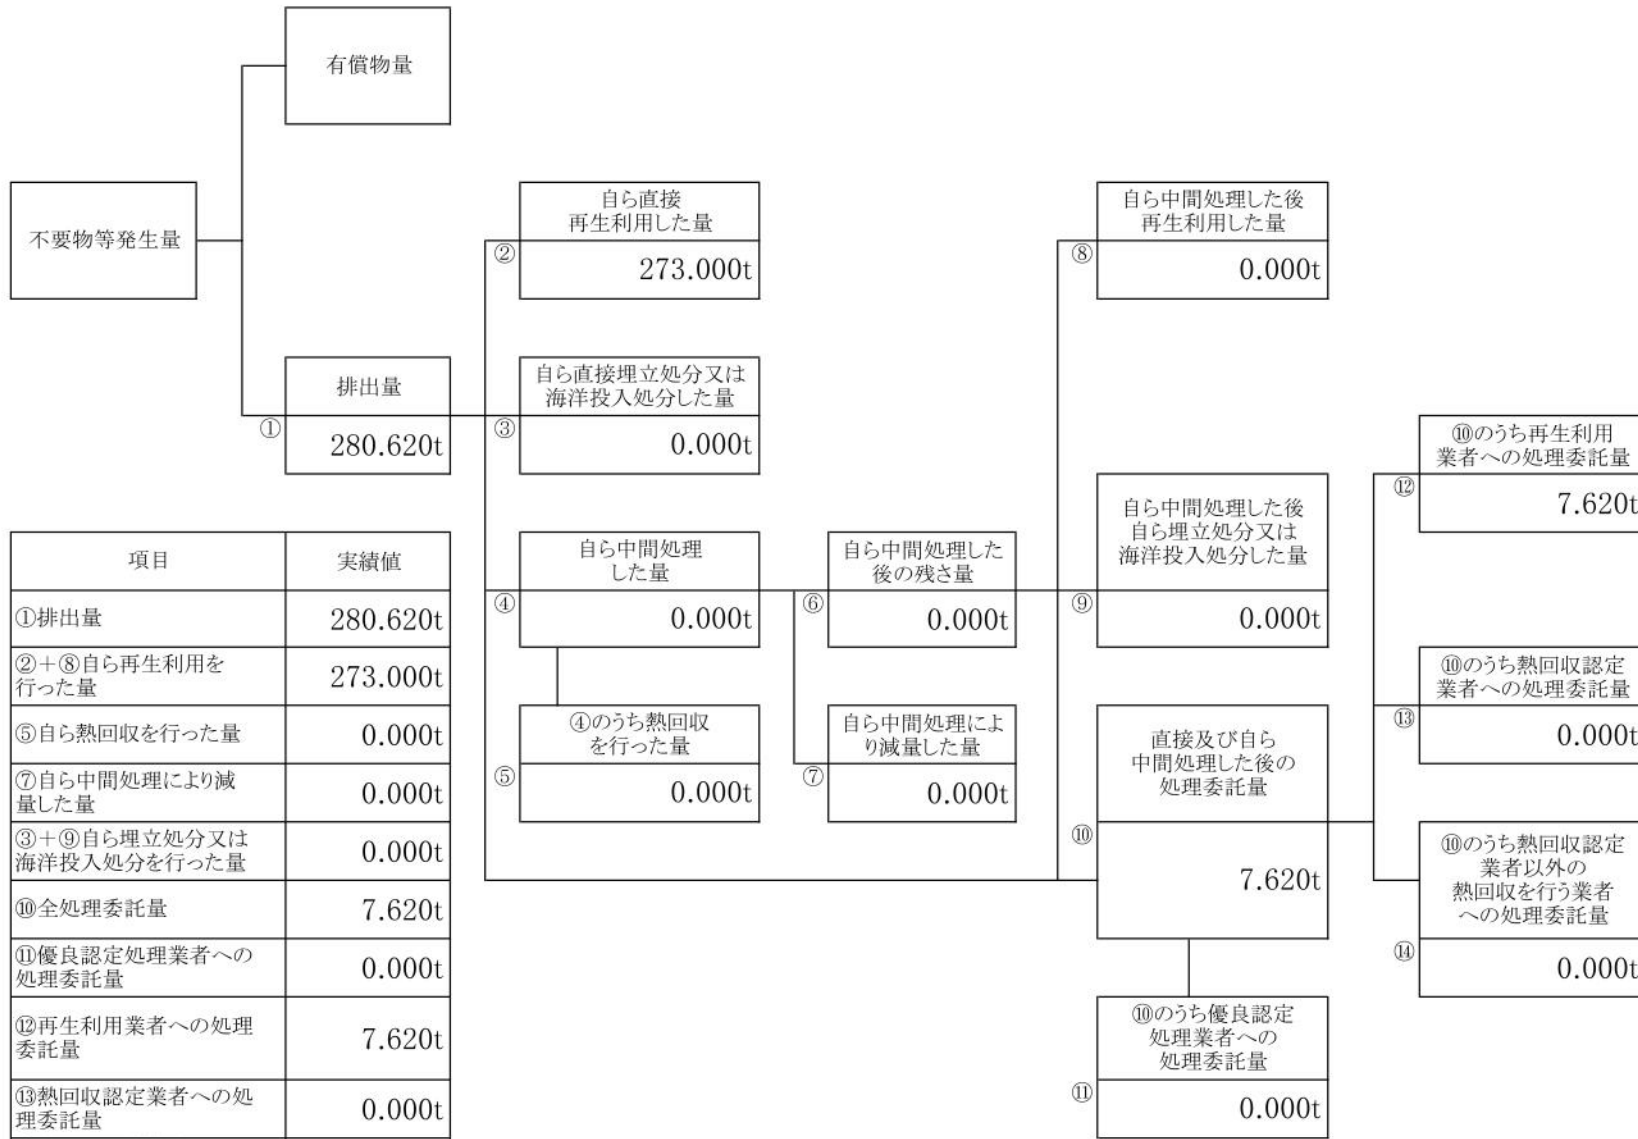 有償物量
不要物等発生量
自ら直接
再生利用した量
②
273.000t
自ら中間処理した後
再生利用した量
⑧
0.000t
排出量
①
280.620t
自ら直接埋立処分又は
海洋投入処分した量
③
0.000t
⑩のうち再生利用
業者への処理委託量
⑫
7.620t
自ら中間処理
した量
④
0.000t
自ら中間処理した
後の残さ量
⑥
0.000t
自ら中間処理した後
自ら埋立処分又は
海洋投入処分した量
⑨
0.000t
⑩のうち熱回収認定
業者への処理委託量
⑬
0.000t
④のうち熱回収
を行った量
⑤
0.000t
自ら中間処理によ
り減量した量
⑦
0.000t
直接及び自ら
中間処理した後の
処理委託量
⑩
7.620t
⑩のうち熱回収認定
業者以外の
熱回収を行う業者
への処理委託量
⑭
0.000t
⑩のうち優良認定
処理業者への
処理委託量
⑪
0.000t
項目 実績値
①排出量 280.620t
②＋⑧自ら再生利用を
行った量 273.000t
⑤自ら熱回収を行った量 0.000t
⑦自ら中間処理により減
量した量 0.000t
③＋⑨自ら埋立処分又は
海洋投入処分を行った量 0.000t
⑩全処理委託量 7.620t
⑪優良認定処理業者への
処理委託量 0.000t
⑫再生利用業者への処理
委託量 7.620t
⑬熱回収認定業者への処
理委託量 0.000t